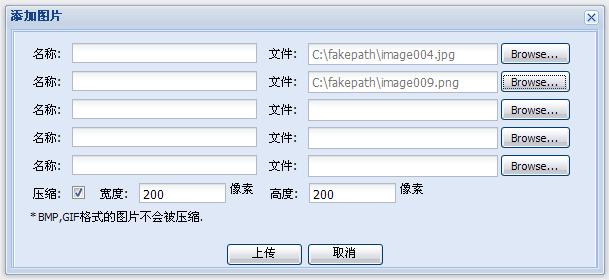 添加图片
名称: 文件: C:\fakepath\image004.jpg Browse...
名称: 文件: C:\fakepath\image009.png Browse...
名称: 文件: Browse...
名称: 文件: Browse...
名称: 文件: Browse...
压缩: 宽度: 200 像素 高度: 200 像素
* BMP,GIF格式的图片不会被压缩.
上传 取消